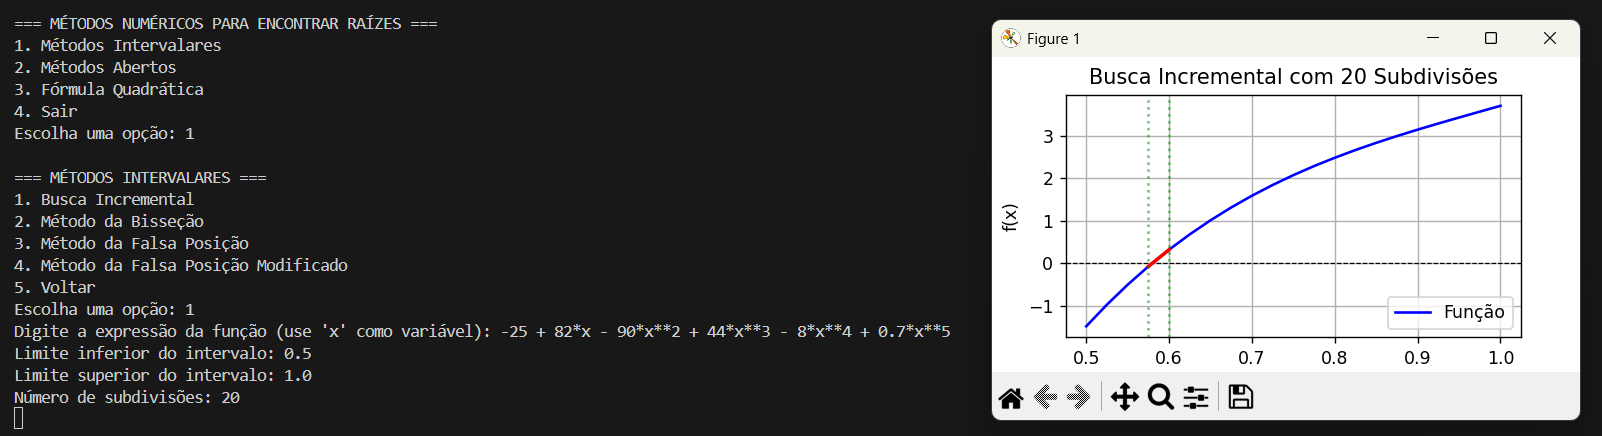 === MÉTODOS NUMÉRICOS PARA ENCONTRAR RAÍZES ===
1. Métodos Intervalares
2. Métodos Abertos
3. Fórmula Quadrática
4. Sair
Escolha uma opção: 1
=== MÉTODOS INTERVALARES ===
1. Busca Incremental
2. Método da Bisseção
3. Método da Falsa Posição
4. Método da Falsa Posição Modificado
5. Voltar
Escolha uma opção: 1
Digite a expressão da função (use 'x' como variável): -25 + 82*x - 90*x**2 + 44*x**3 - 8*x**4 + 0.7*x**5
Limite inferior do intervalo: 0.5
Limite superior do intervalo: 1.0
Número de subdivisões: 20
Figure 1
Busca Incremental com 20 Subdivisões
f(x)
3
2
1
0
−1
Função
0.5 0.6 0.7 0.8 0.9 1.0